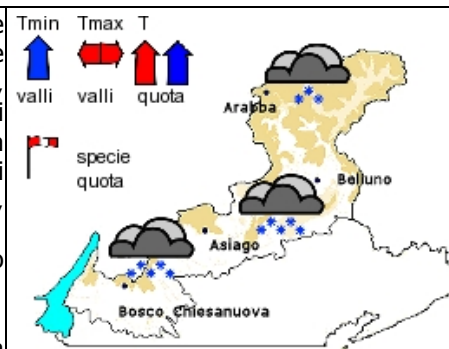 Tmin Tmax T
valli valli quota
specie
quota
Arabba
Belluno
Asiago
Bosco Chiesanuova